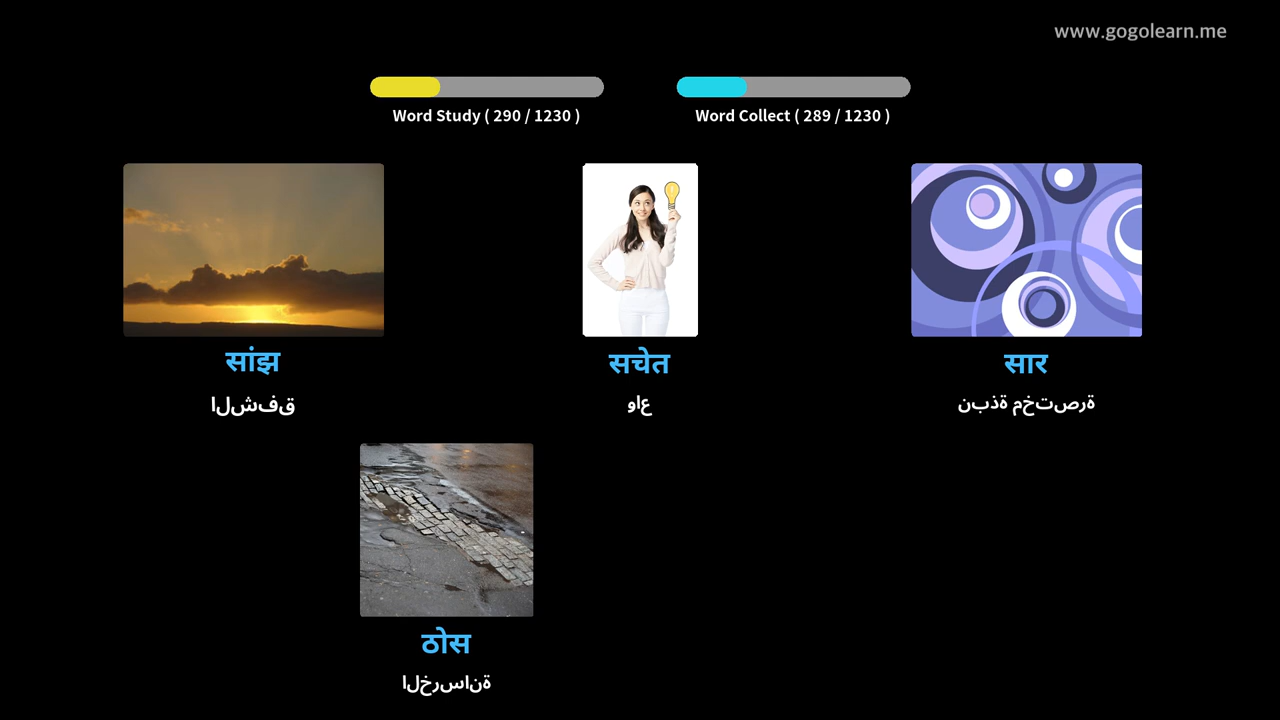 www.gogolearn.me
Word Study ( 290 / 1230 )
Word Collect ( 289 / 1230 )
सांझ
الشفق
सचेत
واع
सार
نبذة مختصرة
ठोस
الخرسانة